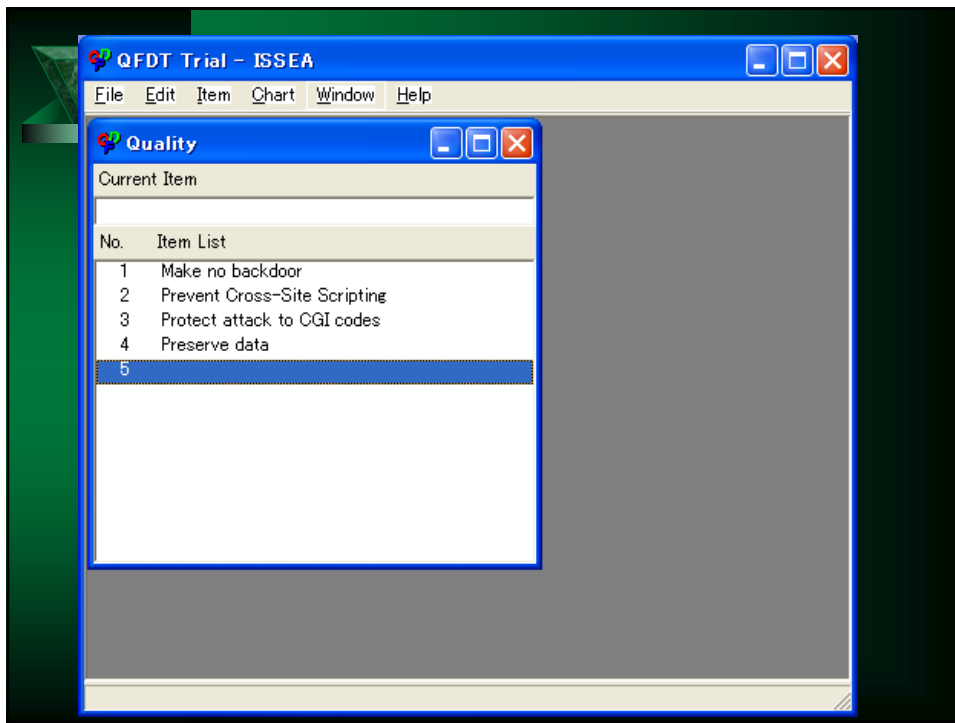 QFDT Trial - ISSEA
File Edit Item Chart Window Help
Quality
Current Item
No. Item List
1 Make no backdoor
2 Prevent Cross-Site Scripting
3 Protect attack to CGI codes
4 Preserve data
5